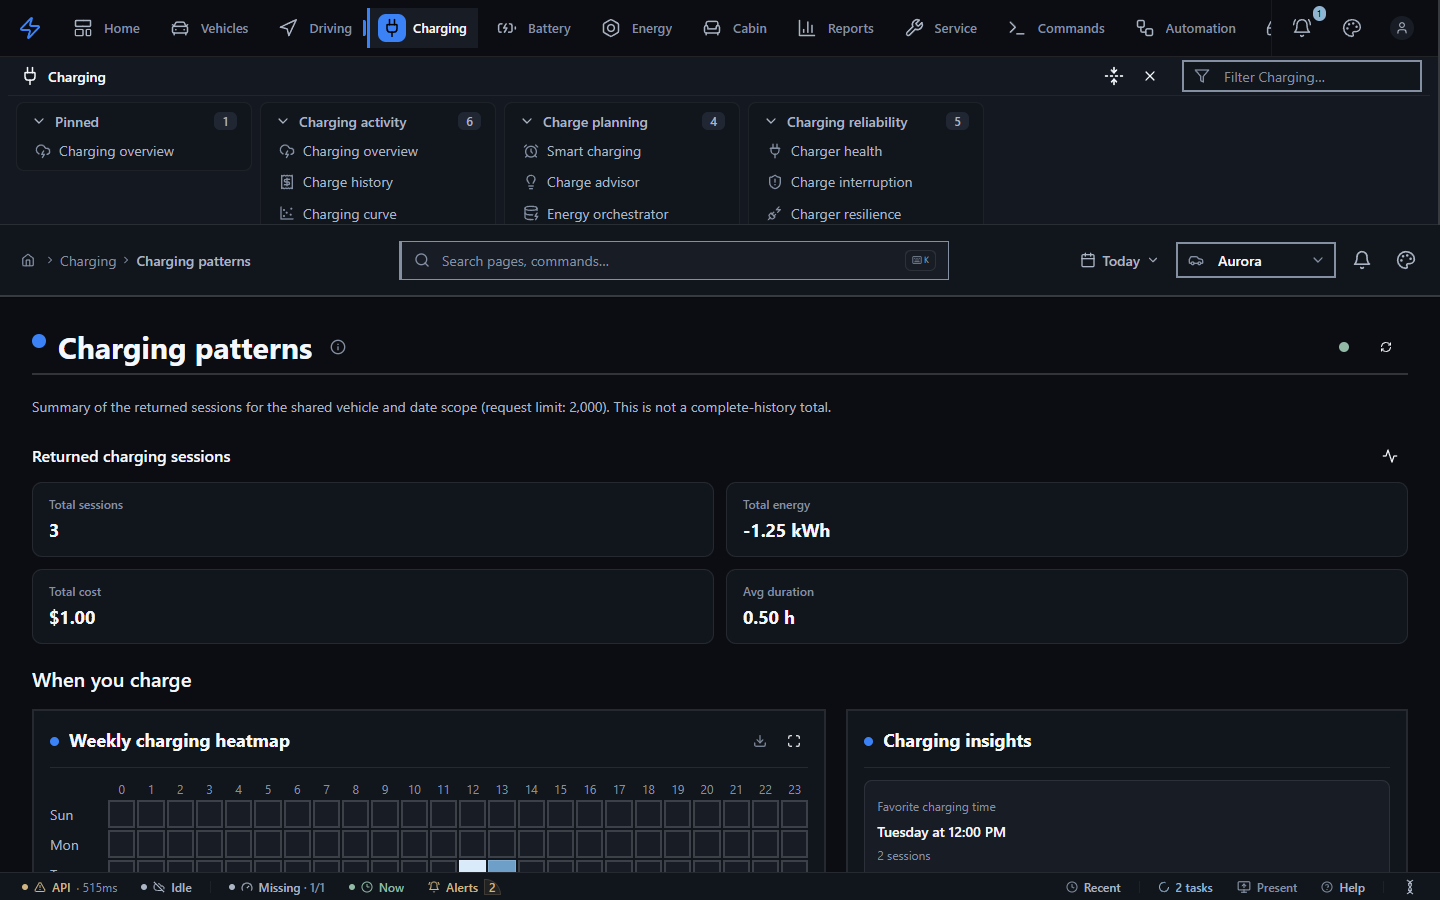 Home
Vehicles
Driving
Charging
Battery
Energy
Cabin
Reports
Service
Commands
Automation
1
Charging
Filter Charging...
Pinned 1
Charging overview
Charging activity 6
Charging overview
Charge history
Charging curve
Charge planning 4
Smart charging
Charge advisor
Energy orchestrator
Charging reliability 5
Charger health
Charge interruption
Charger resilience
Charging > Charging patterns
Search pages, commands... K
Today
Aurora
Charging patterns
Summary of the returned sessions for the shared vehicle and date scope (request limit: 2,000). This is not a complete-history total.
Returned charging sessions
Total sessions
3
Total energy
-1.25 kWh
Total cost
$1.00
Avg duration
0.50 h
When you charge
Weekly charging heatmap
0 1 2 3 4 5 6 7 8 9 10 11 12 13 14 15 16 17 18 19 20 21 22 23
Sun
Mon
Charging insights
Favorite charging time
Tuesday at 12:00 PM
2 sessions
API · 515ms
Idle
Missing · 1/1
Now
Alerts 2
Recent
2 tasks
Present
Help